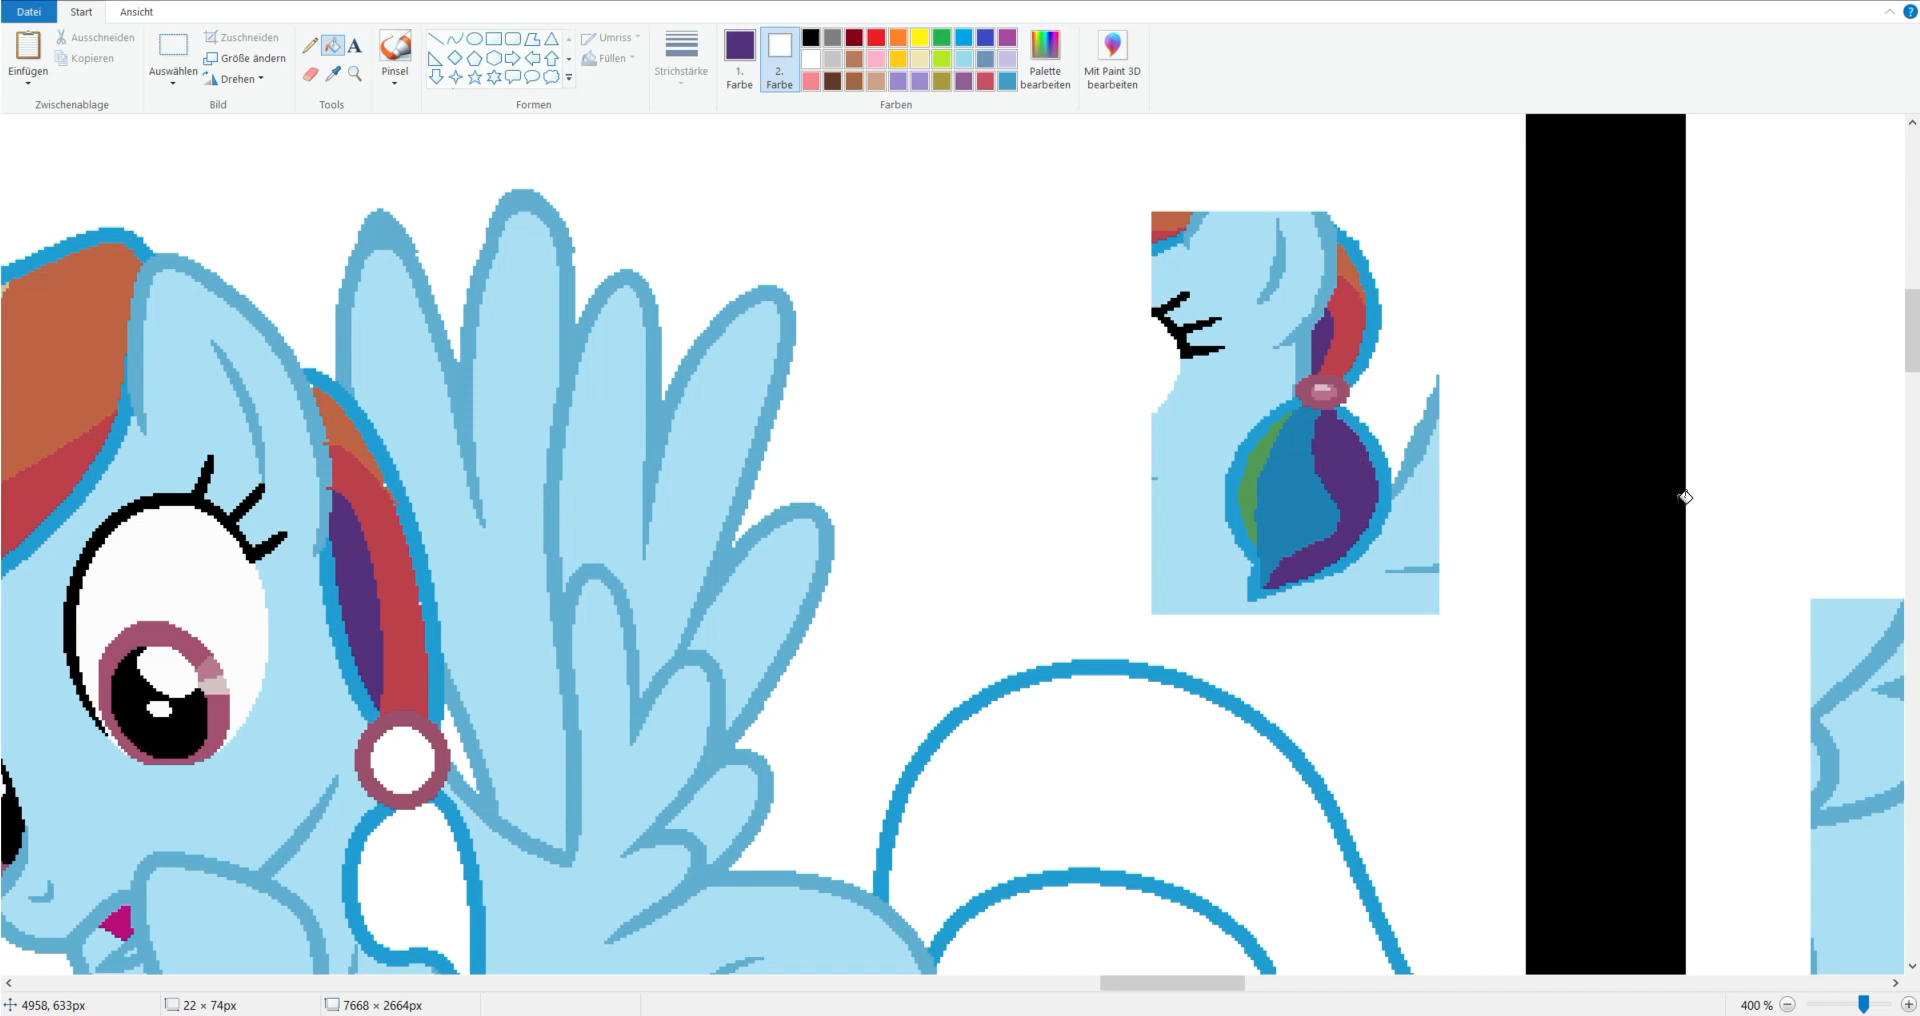 Datei Start Ansicht
Einfügen
Ausschneiden
Kopieren
Zwischenablage
Auswählen
Zuschneiden
Größe ändern
Drehen
Bild
A
Tools
Pinsel
Umriss
Füllen
Formen
Strichstärke
1.
Farbe
2.
Farbe
Farben
Palette
bearbeiten
Mit Paint 3D
bearbeiten
?
4958, 633px 22 × 74px 7668 × 2664px 400 %